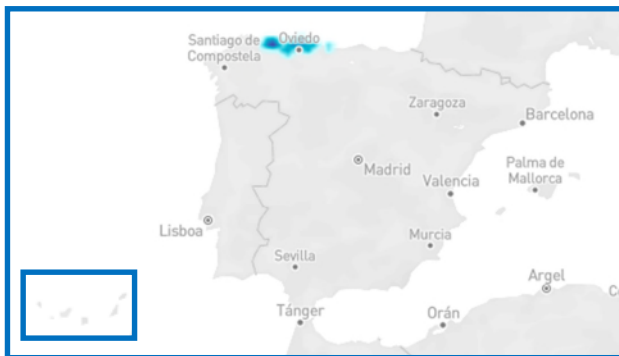 Santiago de
Compostela
Oviedo
Zaragoza
Barcelona
Madrid
Palma de
Mallorca
Valencia
Lisboa
Murcia
Sevilla
Argel
Tánger
Orán